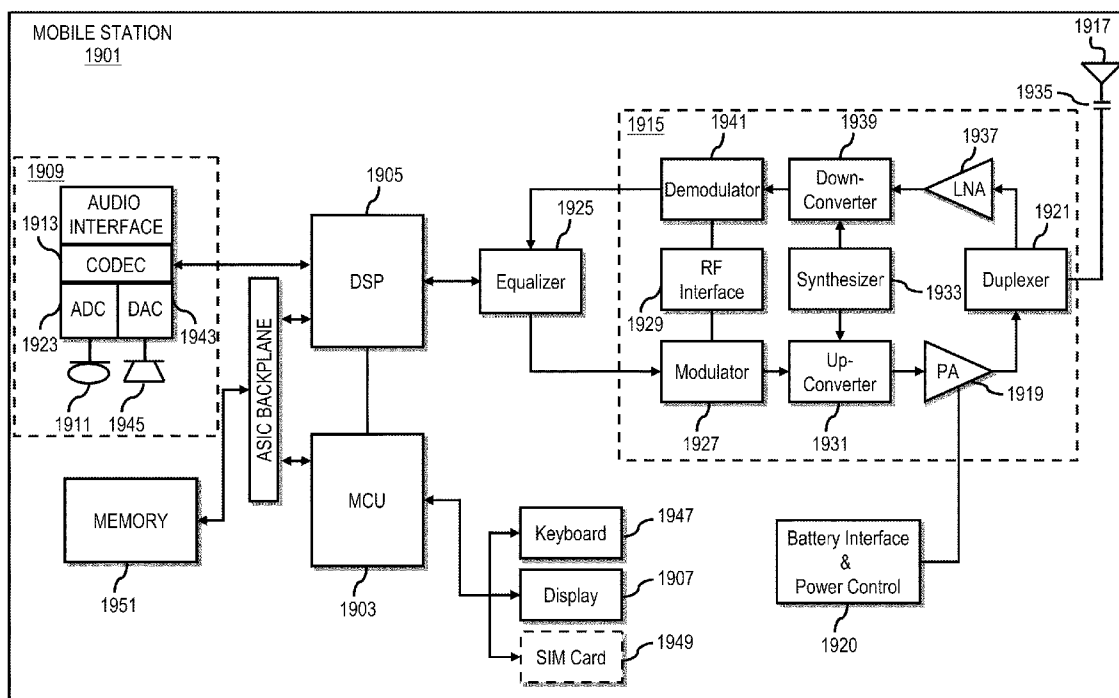 MOBILE STATION
1901
1917
1935
1915
1941
1939
1937
1909
1905
AUDIO
INTERFACE
Demodulator
Down-
Converter
LNA
1921
1913
1925
CODEC
DSP
Equalizer
RF
Interface
Synthesizer
Duplexer
1929
1933
ADC
DAC
1943
1923
Modulator
Up-
Converter
PA
1919
1911
1945
ASIC BACKPLANE
1927
1931
MEMORY
MCU
Keyboard
1947
Battery Interface
&
Power Control
Display
1907
1951
1903
SIM Card
1949
1920